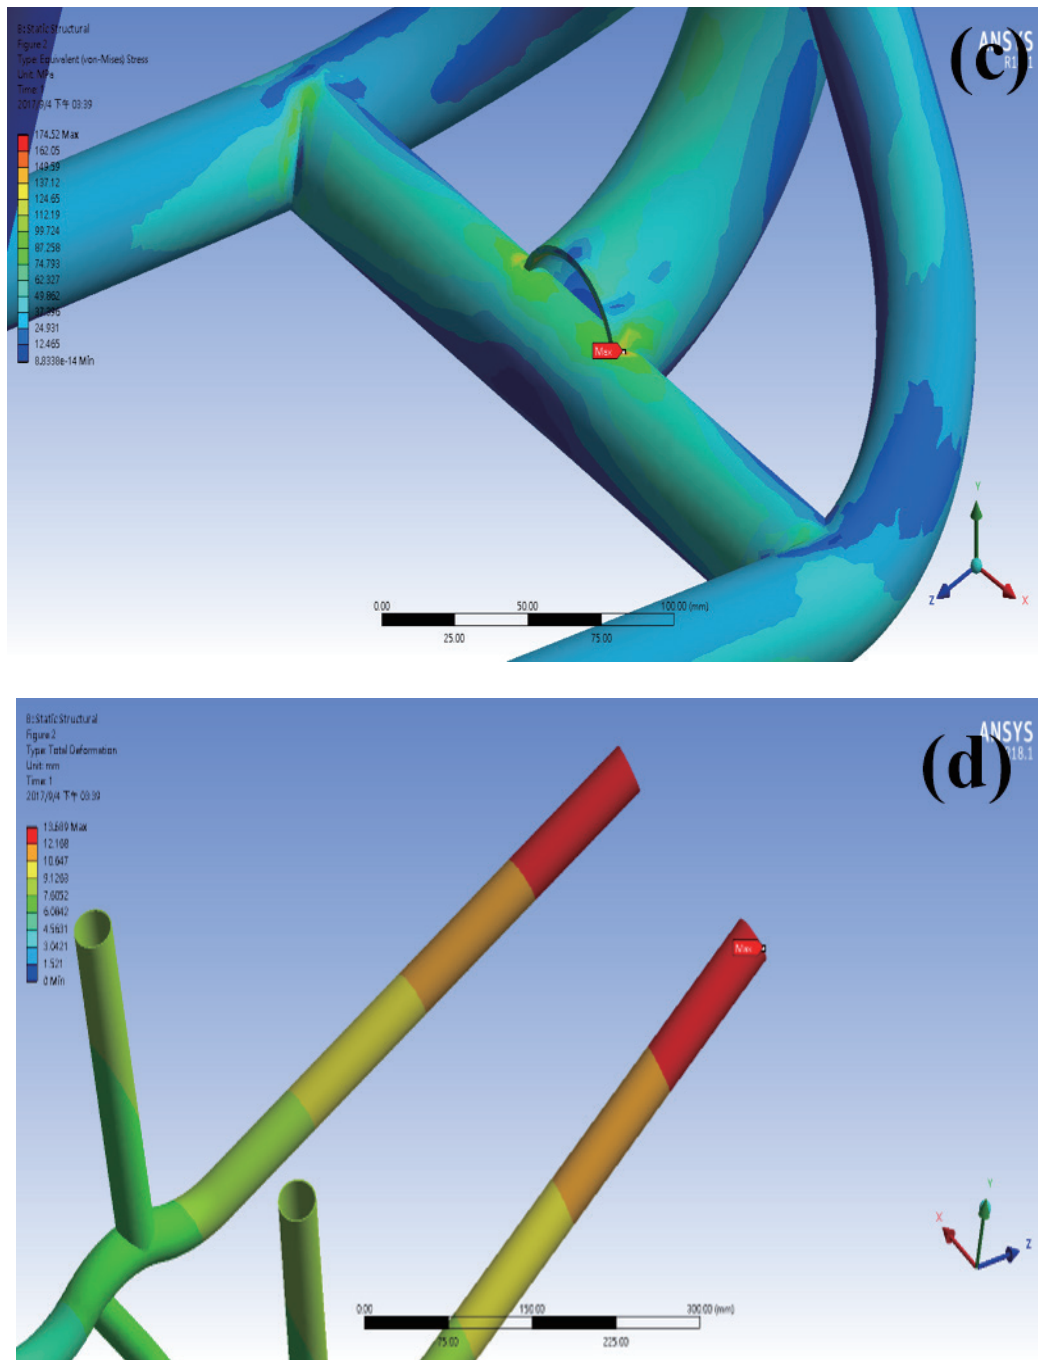 B: Static Structural
Figure 2
Type: Equivalent (von-Mises) Stress
Unit: MPa
Time: 1
2017/9/4 下午 03:39
174.52 Max
162.05
149.59
137.12
124.65
112.19
99.724
87.258
74.793
62.327
49.862
37.396
24.931
12.465
8.8338e-14 Min
ANSYS
(c)
Max
Y
Z
X
0.00
50.00
100.00 (mm)
25.00
75.00
B: Static Structural
Figure 2
Type: Total Deformation
Unit: mm
Time: 1
2017/9/4 下午 03:39
13.689 Max
12.168
10.647
9.1263
7.6052
6.0842
4.5631
3.0421
1.521
0 Min
ANSYS
R18.1
(d)
Max
Y
X
Z
0.00
150.00
300.00 (mm)
75.00
225.00